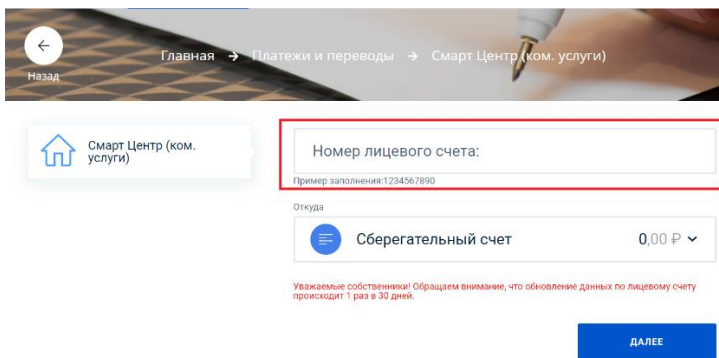 Назад
Главная → Платежи и переводы → Смарт Центр (ком. услуги)
Смарт Центр (ком.
услуги)
Номер лицевого счета:
Пример заполнения:1234567890
Откуда
Сберегательный счет 0,00 ₽
Уважаемые собственники! Обращаем внимание, что обновление данных по лицевому счету
происходит 1 раз в 30 дней.
ДАЛЕЕ